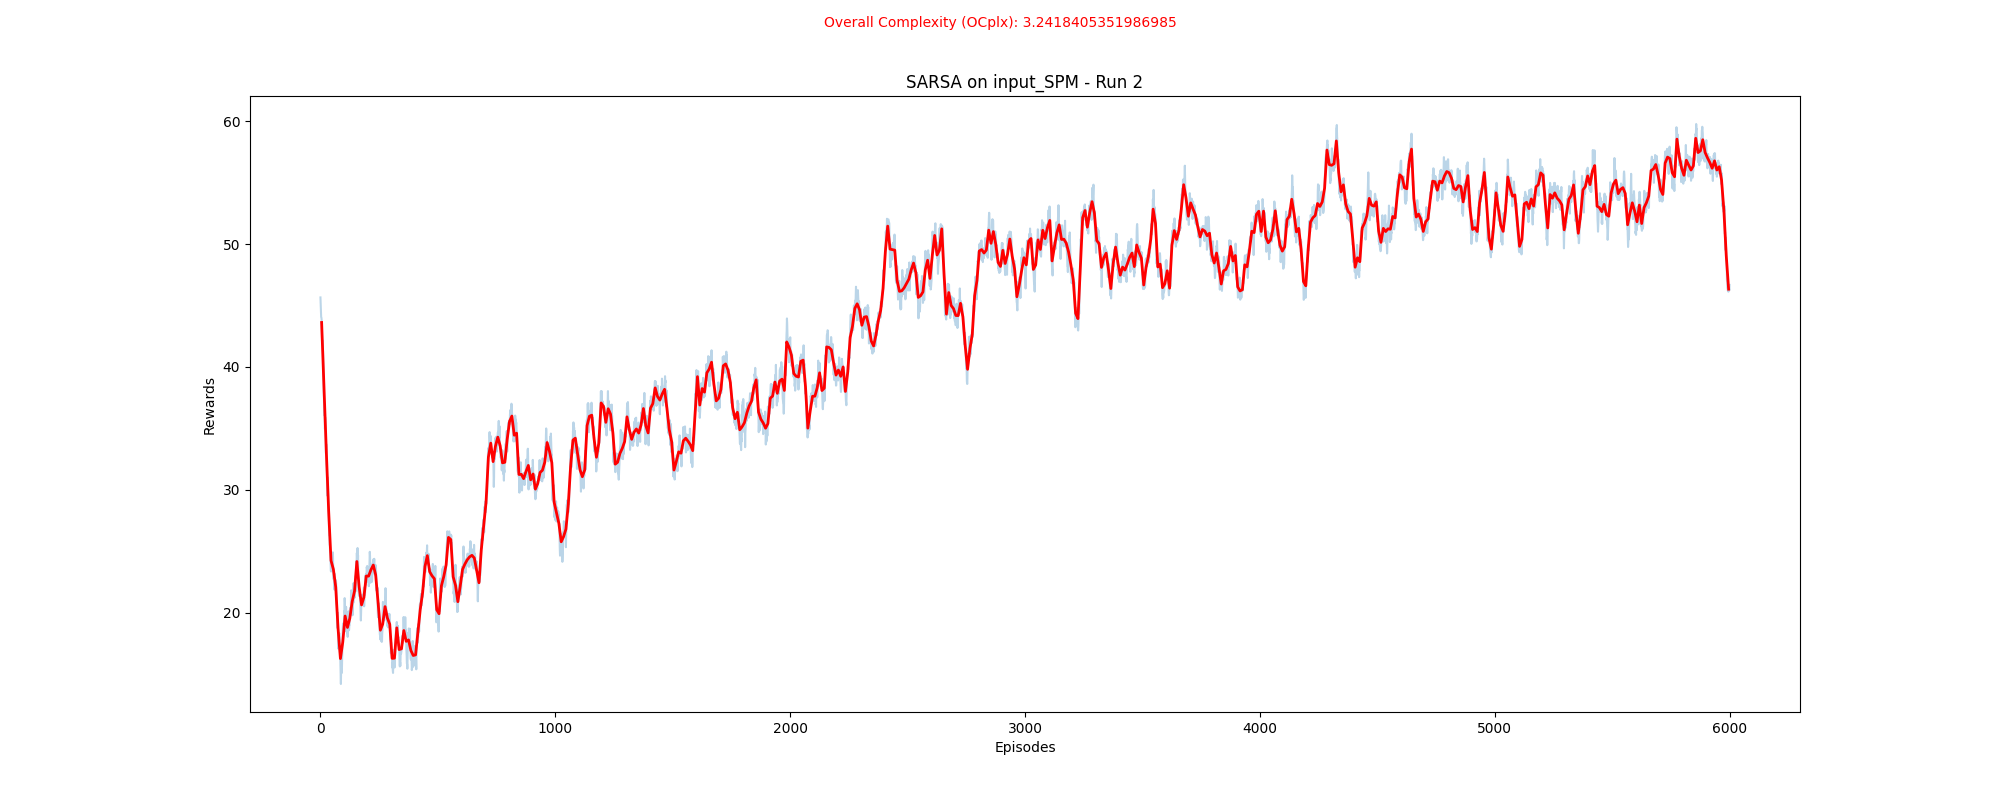 Overall Complexity (OCplx): 3.2418405351986985
SARSA on input_SPM - Run 2
60
50
40
30
20
Rewards
0 1000 2000 3000 4000 5000 6000
Episodes